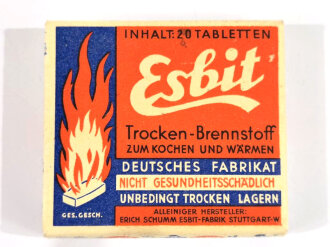 INHALT: 20 TABLETTEN
Esbit
Trocken-Brennstoff
ZUM KOCHEN UND WÄRMEN
DEUTSCHES FABRIKAT
NICHT GESUNDHEITSSCHÄDLICH
UNBEDINGT TROCKEN LAGERN
GES. GESCH.
ALLEINIGER HERSTELLER:
ERICH SCHUMM ESBIT-FABRIK STUTTGART-W